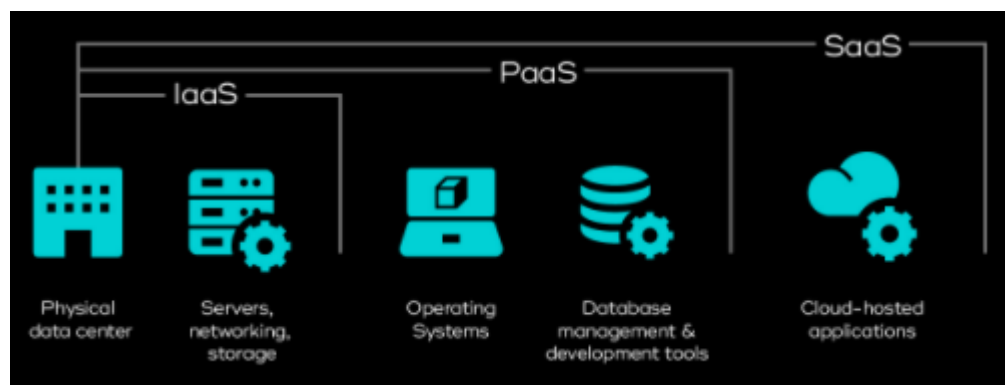 SaaS
PaaS
IaaS
Physical
data center
Servers,
networking,
storage
Operating
Systems
Database
management &
development tools
Cloud-hosted
applications